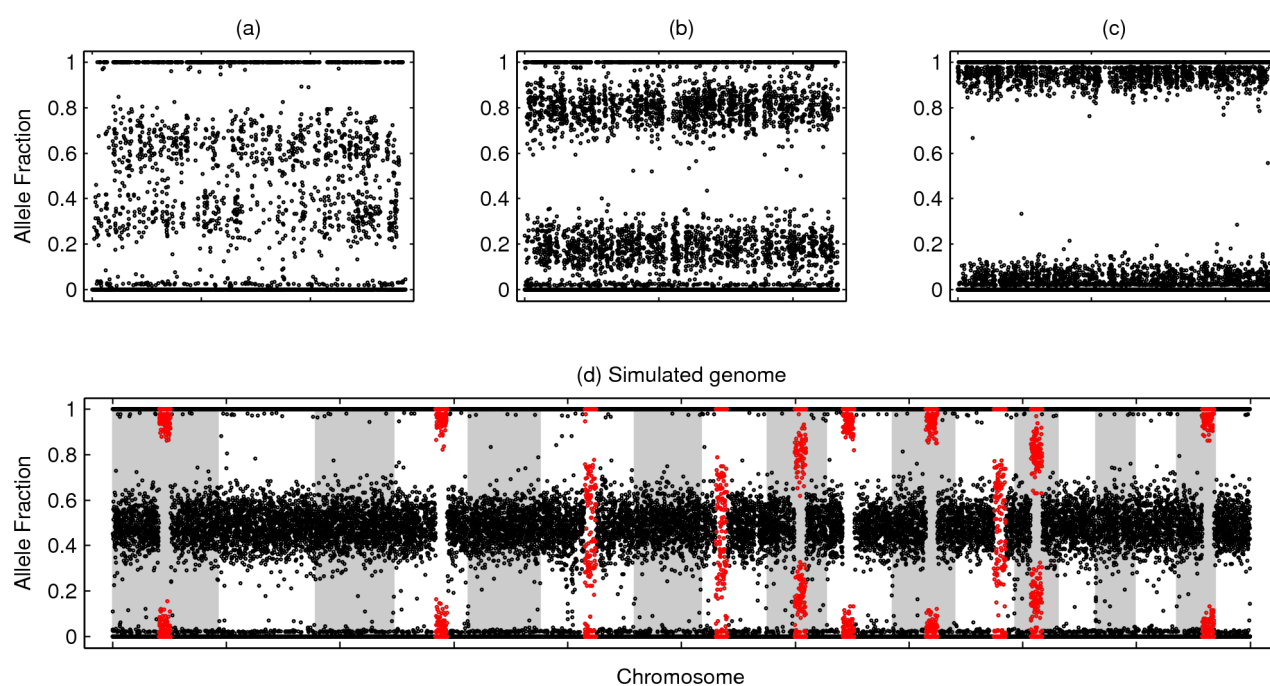 (a) (b) (c)
Allele Fraction
1 1 1
0.8 0.8 0.8
0.6 0.6 0.6
0.4 0.4 0.4
0.2 0.2 0.2
0 0 0
(d) Simulated genome
Allele Fraction
1
0.8
0.6
0.4
0.2
0
Chromosome